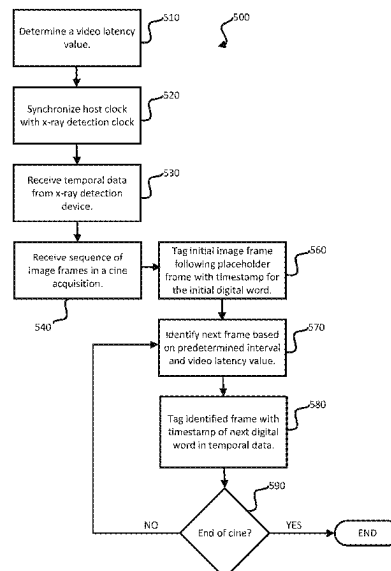 510
Determine a video latency
value.
500
520
Synchronize host clock
with x-ray detection clock
530
Receive temporal data
from x-ray detection
device.
Receive sequence of
image frames in a cine
acquisition.
540
560
Tag initial image frame
following placeholder
frame with timestamp for
the initial digital word.
570
Identify next frame based
on predetermined interval
and video latency value.
580
Tag identified frame with
timestamp of next digital
word in temporal data.
590
End of cine?
NO
YES
END